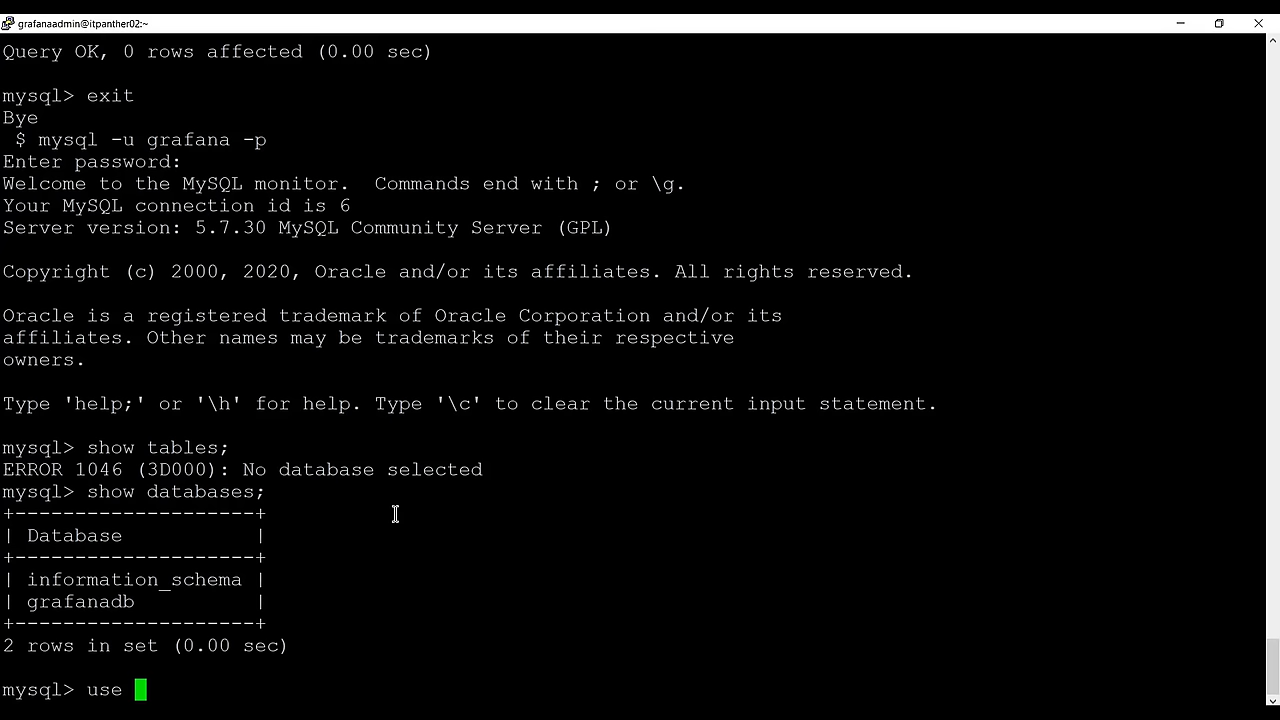 grafanaadmin@itpanther02:~
Query OK, 0 rows affected (0.00 sec)
mysql> exit
Bye
$ mysql -u grafana -p
Enter password:
Welcome to the MySQL monitor.  Commands end with ; or \g.
Your MySQL connection id is 6
Server version: 5.7.30 MySQL Community Server (GPL)
Copyright (c) 2000, 2020, Oracle and/or its affiliates. All rights reserved.
Oracle is a registered trademark of Oracle Corporation and/or its
affiliates. Other names may be trademarks of their respective
owners.
Type 'help;' or '\h' for help. Type '\c' to clear the current input statement.
mysql> show tables;
ERROR 1046 (3D000): No database selected
mysql> show databases;
+--------------------+
| Database           |
+--------------------+
| information_schema |
| grafanadb          |
+--------------------+
2 rows in set (0.00 sec)
mysql> use